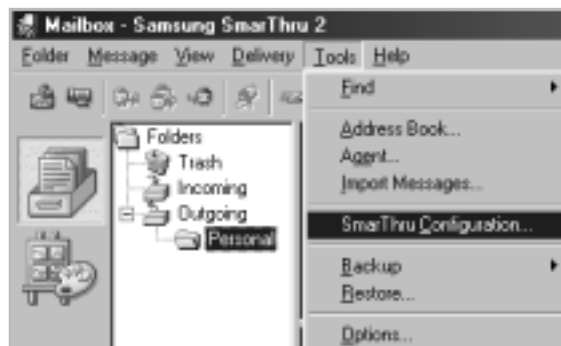 Mailbox - Samsung SmarThru 2
Folder Message View Delivery Tools Help
Find
Address Book...
Agent...
Import Messages...
SmarThru Configuration...
Backup
Restore...
Options...
Folders
Trash
Incoming
Outgoing
Personal